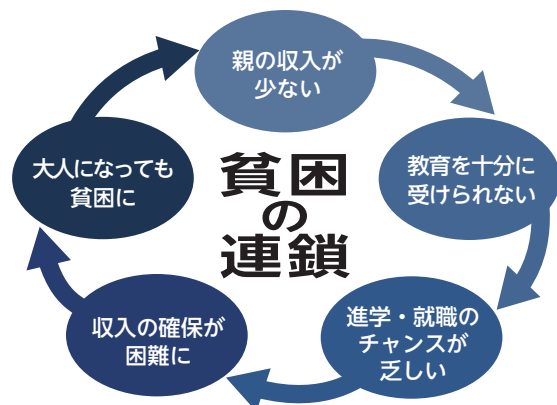 親の収入が
少ない
教育を十分に
受けられない
進学・就職の
チャンスが
乏しい
収入の確保が
困難に
大人になっても
貧困に
貧困
の
連鎖